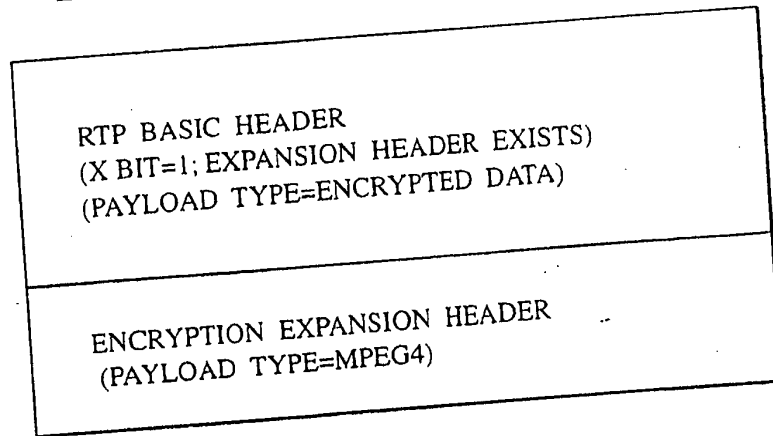 RTP BASIC HEADER
(X BIT=1; EXPANSION HEADER EXISTS)
(PAYLOAD TYPE=ENCRYPTED DATA)
ENCRYPTION EXPANSION HEADER
(PAYLOAD TYPE=MPEG4)